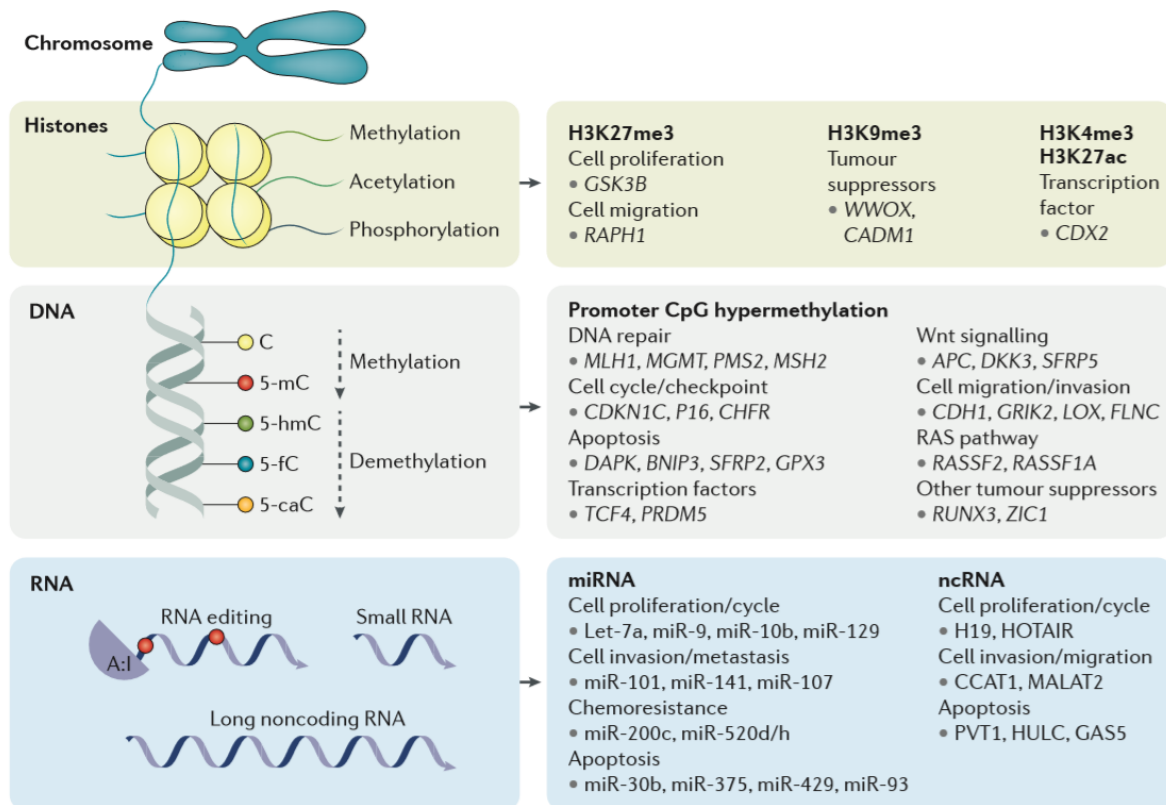 Chromosome
Histones
Methylation
Acetylation
Phosphorylation
H3K27me3
Cell proliferation
• GSK3B
Cell migration
• RAPH1
H3K9me3
Tumour
suppressors
• WWOX,
CADM1
H3K4me3
H3K27ac
Transcription
factor
• CDX2
DNA
C
5-mC
5-hmC
5-fC
5-caC
Methylation
Demethylation
Promoter CpG hypermethylation
DNA repair
• MLH1, MGMT, PMS2, MSH2
Cell cycle/checkpoint
• CDKN1C, P16, CHFR
Apoptosis
• DAPK, BNIP3, SFRP2, GPX3
Transcription factors
• TCF4, PRDM5
Wnt signalling
• APC, DKK3, SFRP5
Cell migration/invasion
• CDH1, GRIK2, LOX, FLNC
RAS pathway
• RASSF2, RASSF1A
Other tumour suppressors
• RUNX3, ZIC1
RNA
RNA editing
A:I
Small RNA
Long noncoding RNA
miRNA
Cell proliferation/cycle
• Let-7a, miR-9, miR-10b, miR-129
Cell invasion/metastasis
• miR-101, miR-141, miR-107
Chemoresistance
• miR-200c, miR-520d/h
Apoptosis
• miR-30b, miR-375, miR-429, miR-93
ncRNA
Cell proliferation/cycle
• H19, HOTAIR
Cell invasion/migration
• CCAT1, MALAT2
Apoptosis
• PVT1, HULC, GAS5